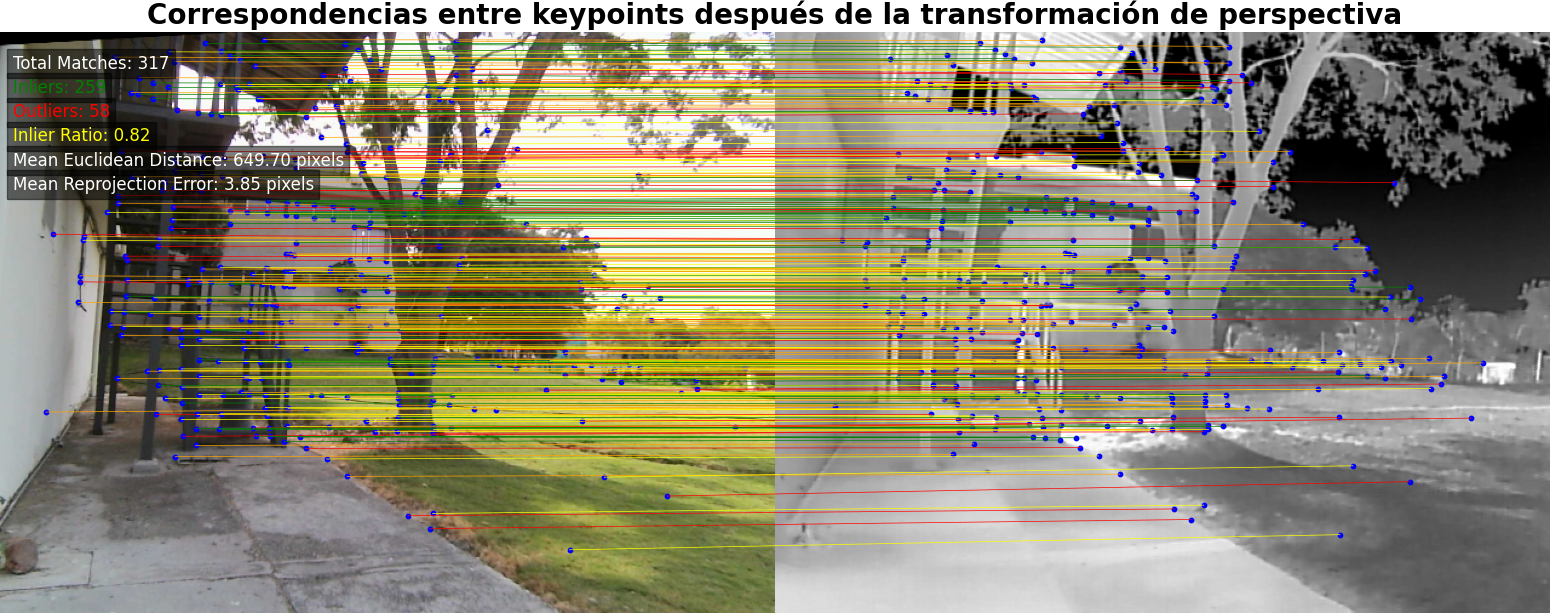 Correspondencias entre keypoints después de la transformación de perspectiva
Total Matches: 317
Inliers: 259
Outliers: 58
Inlier Ratio: 0.82
Mean Euclidean Distance: 649.70 pixels
Mean Reprojection Error: 3.85 pixels